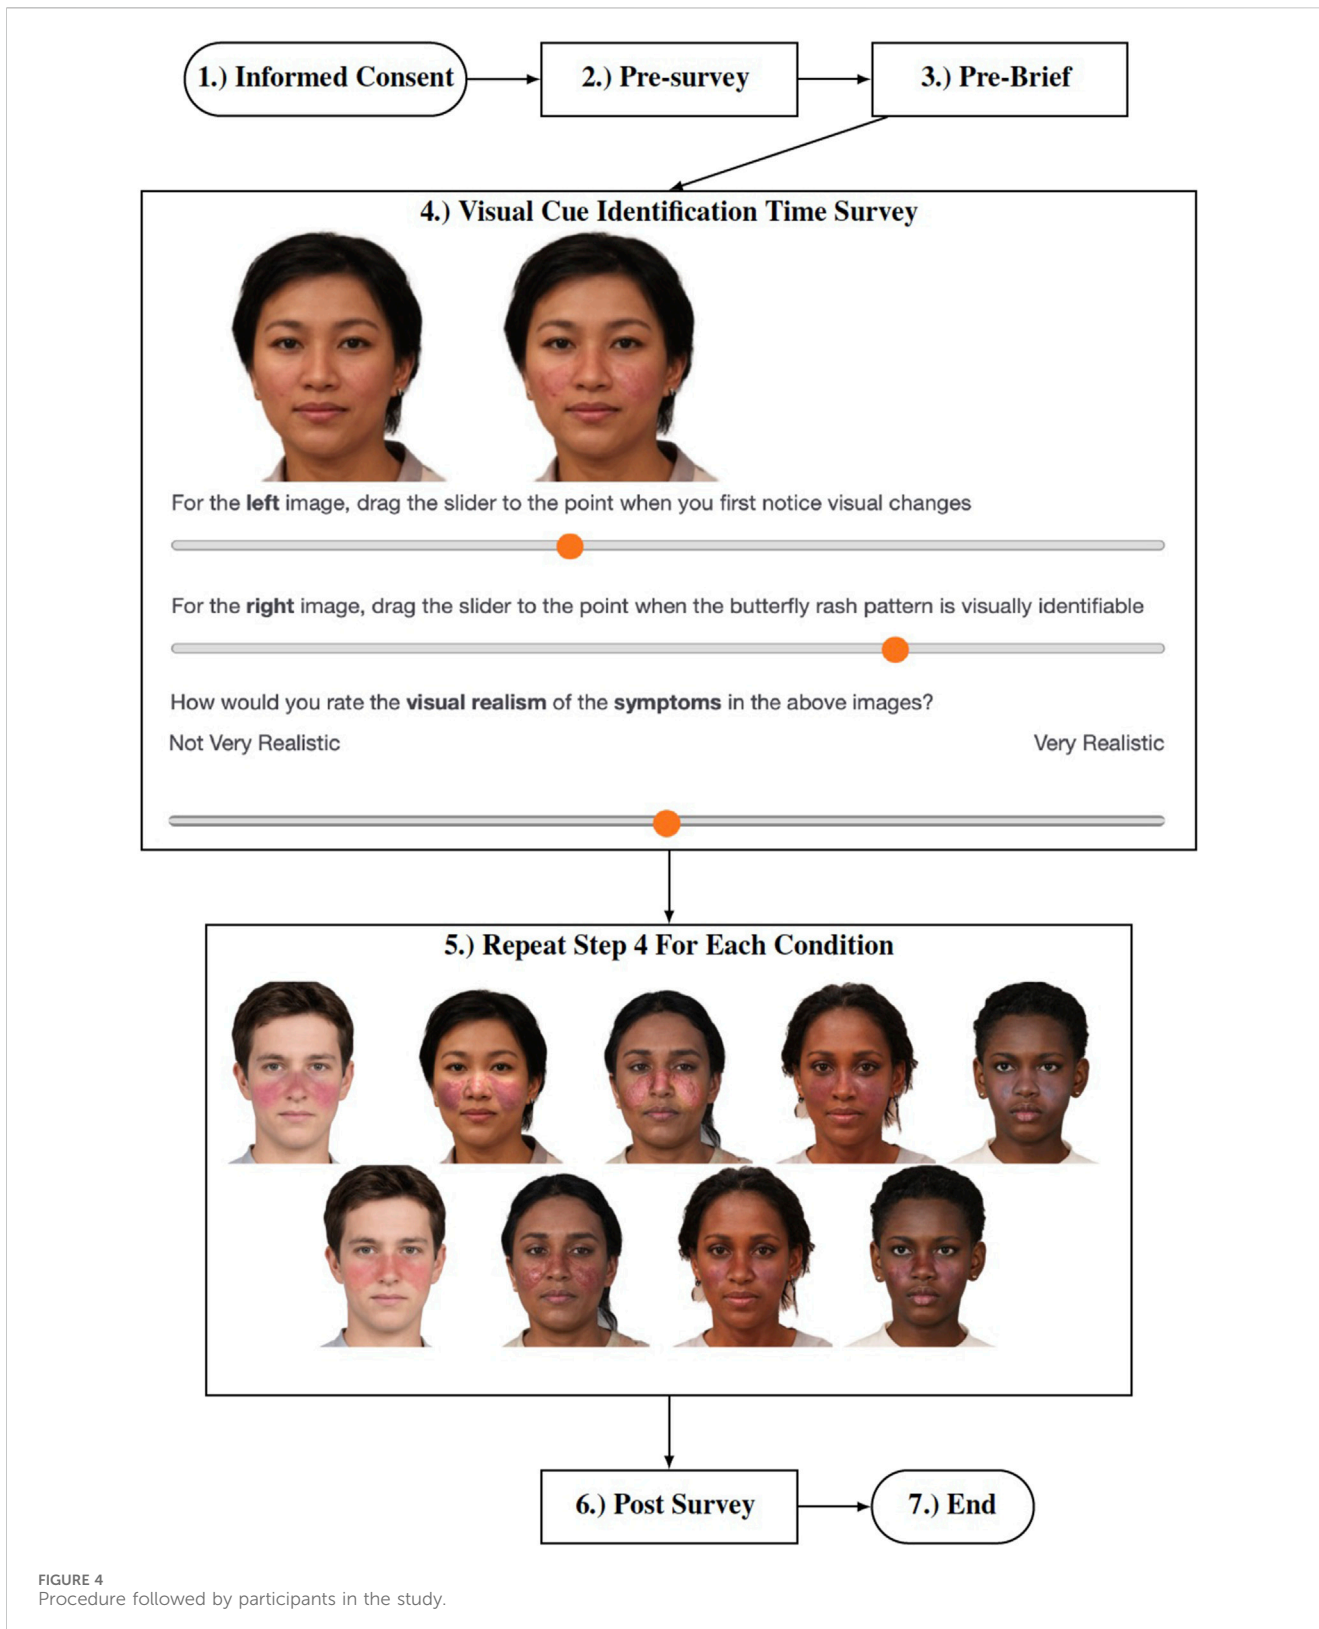 1.) Informed Consent
2.) Pre-survey
3.) Pre-Brief
4.) Visual Cue Identification Time Survey
For the left image, drag the slider to the point when you first notice visual changes
For the right image, drag the slider to the point when the butterfly rash pattern is visually identifiable
How would you rate the visual realism of the symptoms in the above images?
Not Very Realistic
Very Realistic
5.) Repeat Step 4 For Each Condition
6.) Post Survey
7.) End
FIGURE 4
Procedure followed by participants in the study.